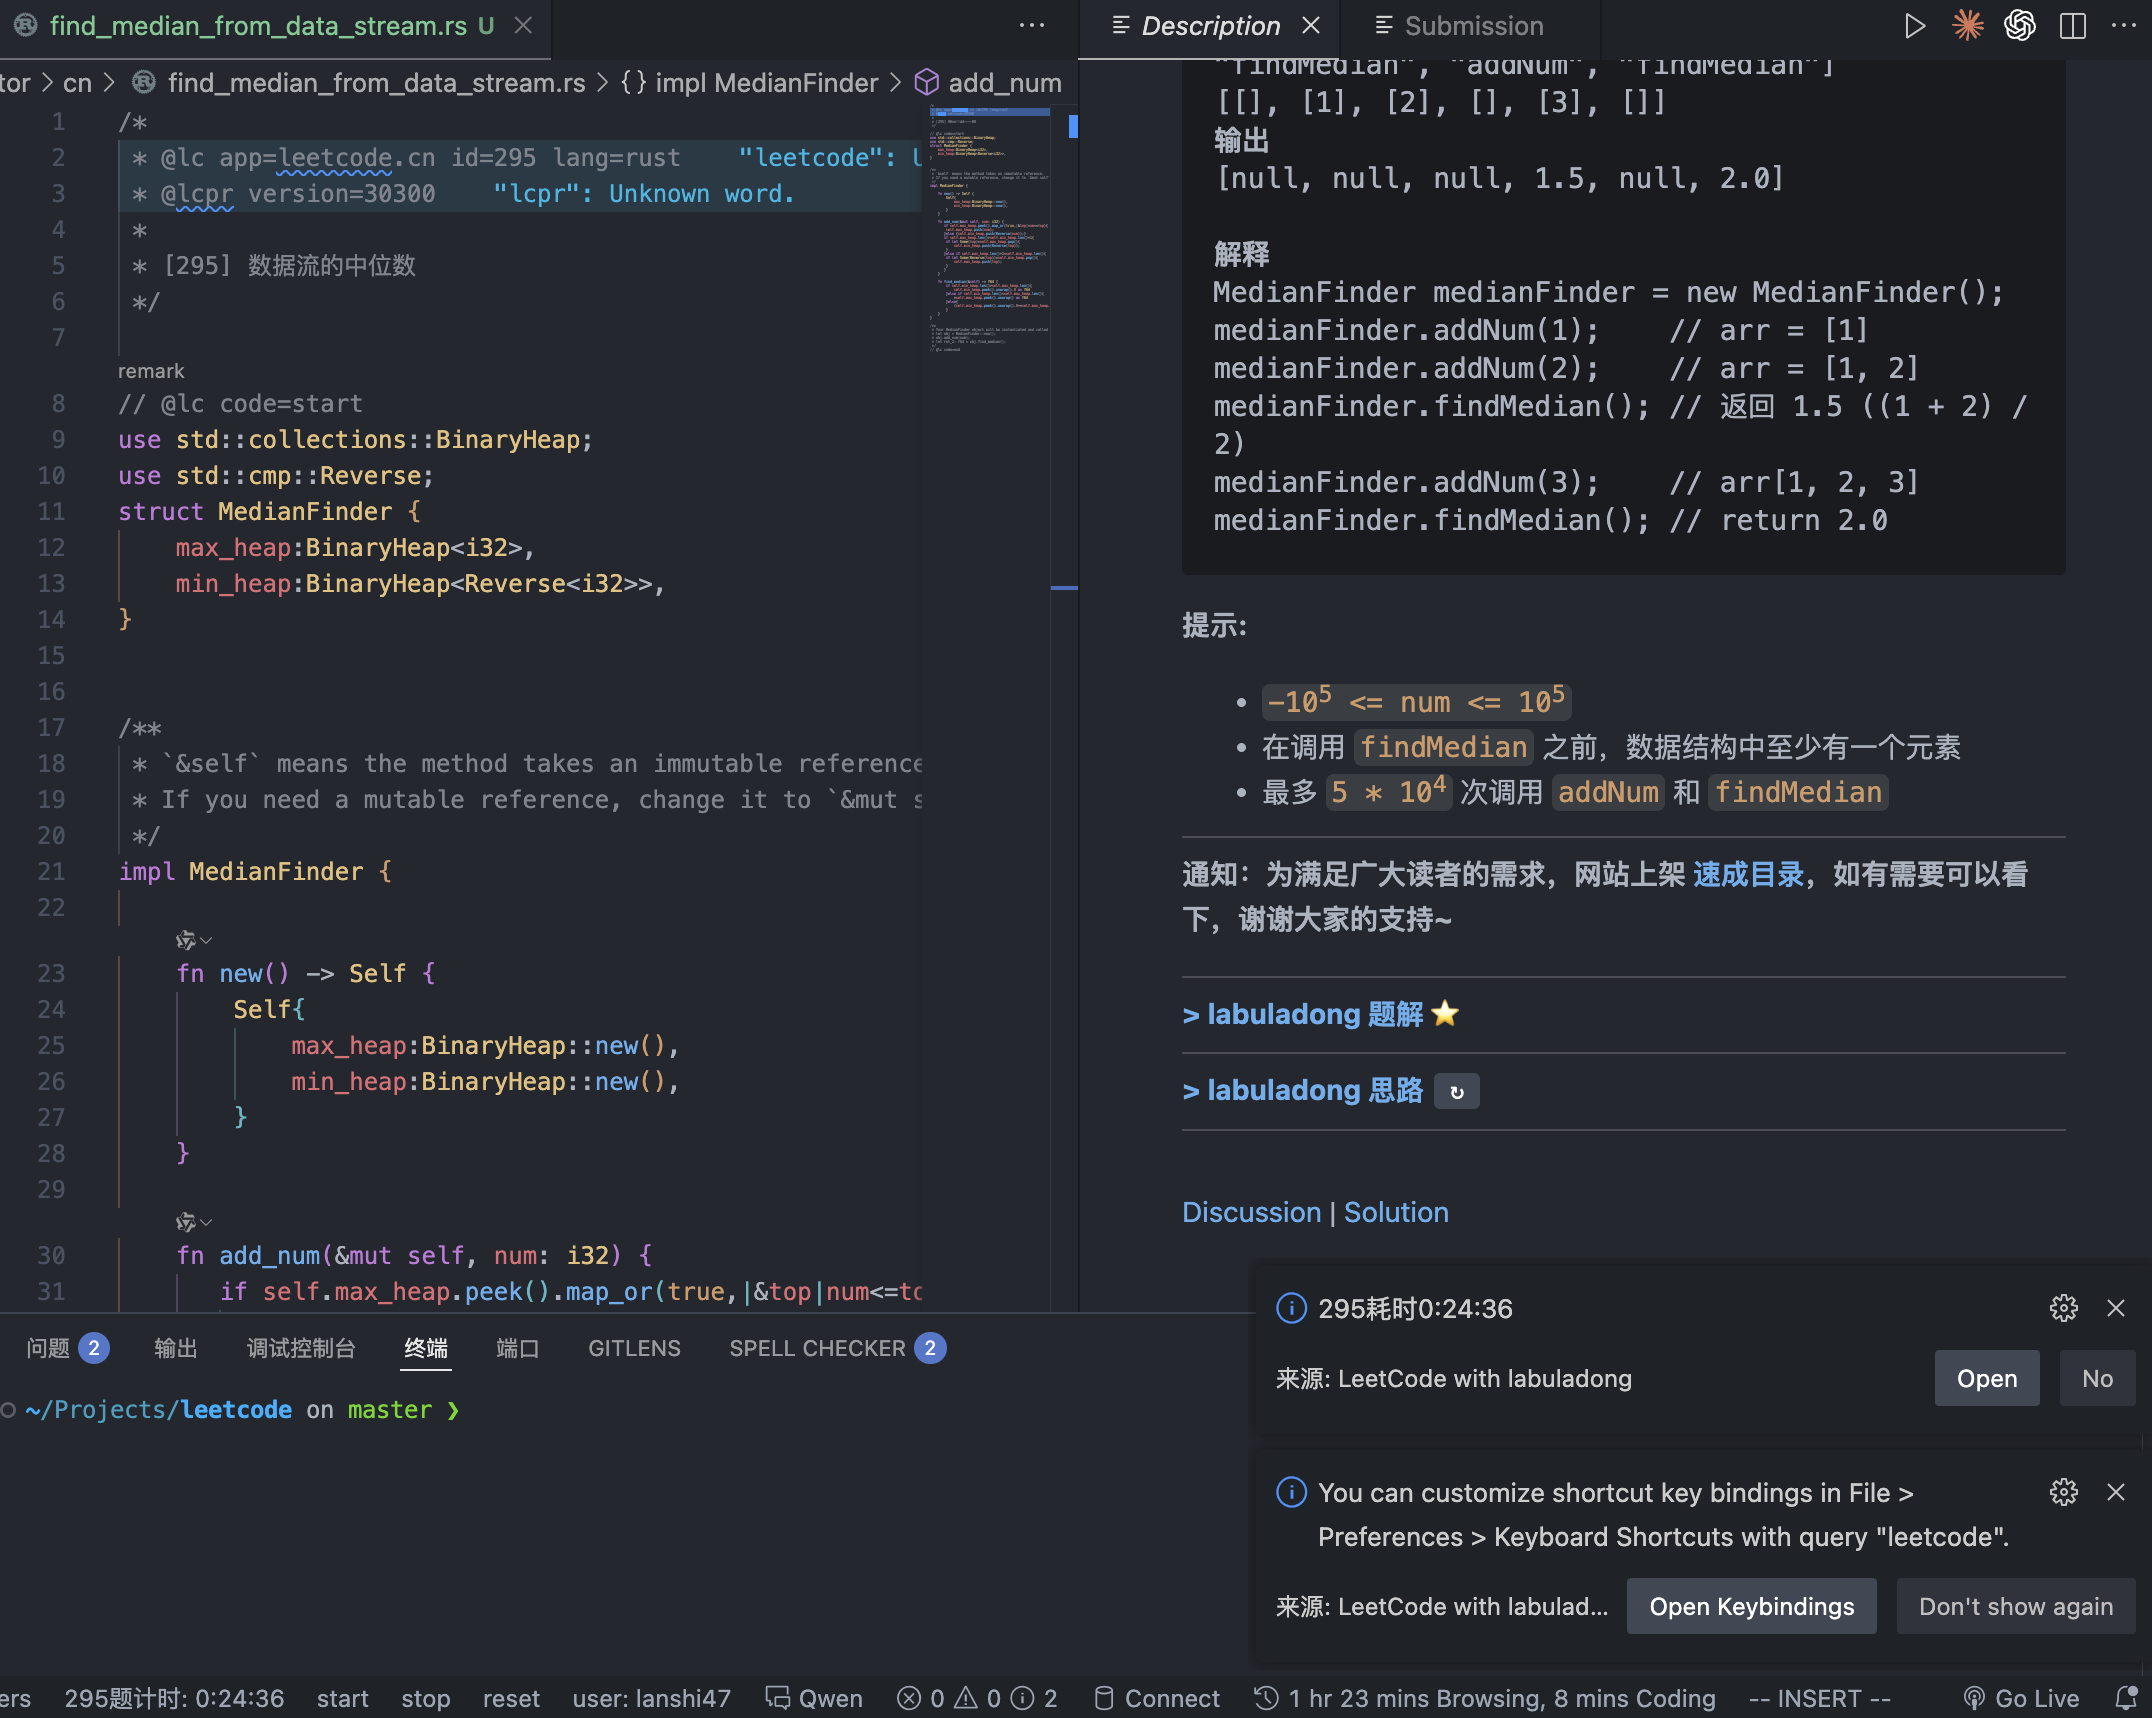 find_median_from_data_stream.rs U
Description
Submission
tor > cn > find_median_from_data_stream.rs > {} impl MedianFinder > add_num
1 /*
2 * @lc app=leetcode.cn id=295 lang=rust "leetcode":
3 * @lcpr version=30300 "lcpr": Unknown word.
4 *
5 * [295] 数据流的中位数
6 */
7
remark
8 // @lc code=start
9 use std::collections::BinaryHeap;
10 use std::cmp::Reverse;
11 struct MedianFinder {
12 max_heap:BinaryHeap<i32>,
13 min_heap:BinaryHeap<Reverse<i32>>,
14 }
15
16
17 /**
18 * `&self` means the method takes an immutable reference
19 * If you need a mutable reference, change it to `&mut s
20 */
21 impl MedianFinder {
22
23 fn new() -> Self {
24 Self{
25 max_heap:BinaryHeap::new(),
26 min_heap:BinaryHeap::new(),
27 }
28 }
29
30 fn add_num(&mut self, num: i32) {
31 if self.max_heap.peek().map_or(true,|&top|num<=to
"findMedian", "addNum", "findMedian"]
[[], [1], [2], [], [3], []]
输出
[null, null, null, 1.5, null, 2.0]
解释
MedianFinder medianFinder = new MedianFinder();
medianFinder.addNum(1); // arr = [1]
medianFinder.addNum(2); // arr = [1, 2]
medianFinder.findMedian(); // 返回 1.5 ((1 + 2) /
2)
medianFinder.addNum(3); // arr[1, 2, 3]
medianFinder.findMedian(); // return 2.0
提示:
• -10⁵ <= num <= 10⁵
• 在调用 findMedian 之前，数据结构中至少有一个元素
• 最多 5 * 10⁴ 次调用 addNum 和 findMedian
通知：为满足广大读者的需求，网站上架 速成目录，如有需要可以看
下，谢谢大家的支持~
> labuladong 题解 ⭐
> labuladong 思路 ↻
Discussion | Solution
问题 2 输出 调试控制台 终端 端口 GITLENS SPELL CHECKER 2
~/Projects/leetcode on master ❯
295耗时0:24:36
来源: LeetCode with labuladong
Open
No
You can customize shortcut key bindings in File >
Preferences > Keyboard Shortcuts with query "leetcode".
来源: LeetCode with labulad...
Open Keybindings
Don't show again
ers 295题计时: 0:24:36 start stop reset user: lanshi47 Qwen 0 0 2 Connect 1 hr 23 mins Browsing, 8 mins Coding -- INSERT -- Go Live